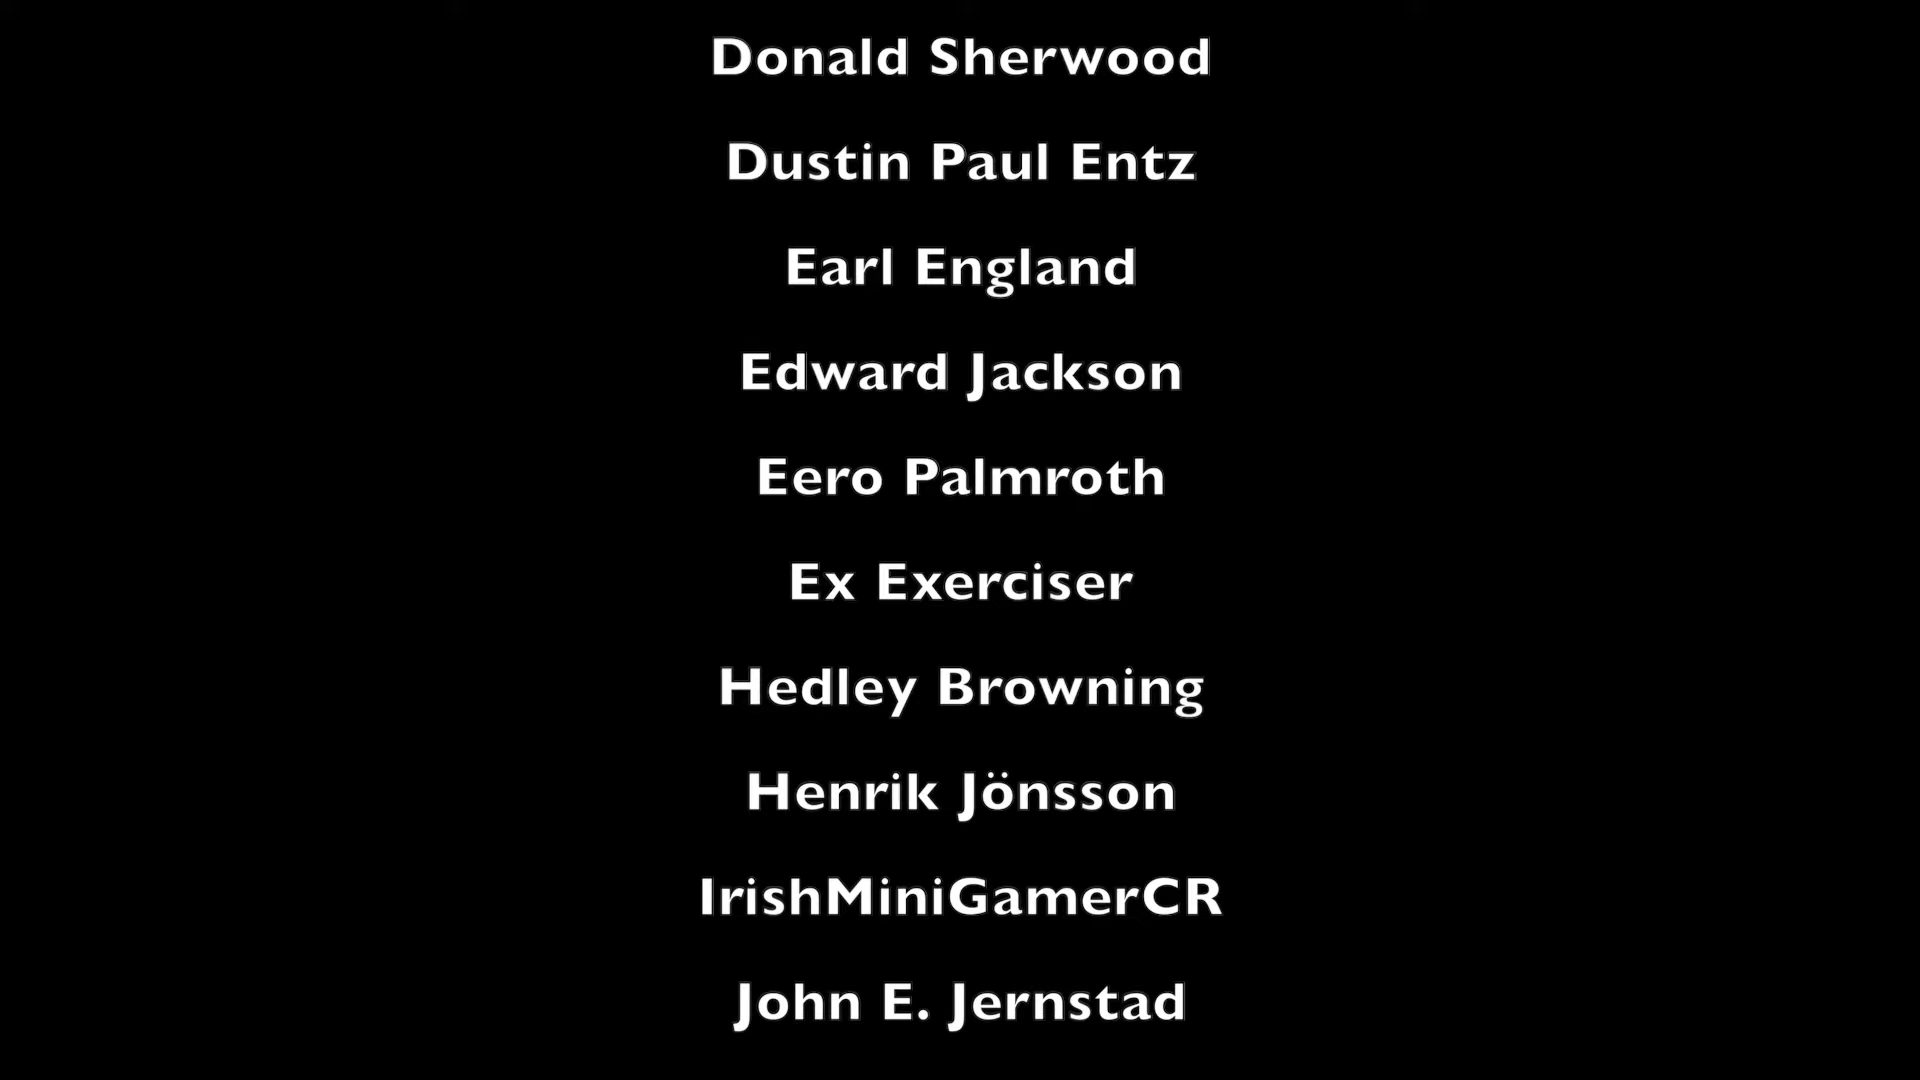 Donald Sherwood
Dustin Paul Entz
Earl England
Edward Jackson
Eero Palmroth
Ex Exerciser
Hedley Browning
Henrik Jönsson
IrishMiniGamerCR
John E. Jernstad